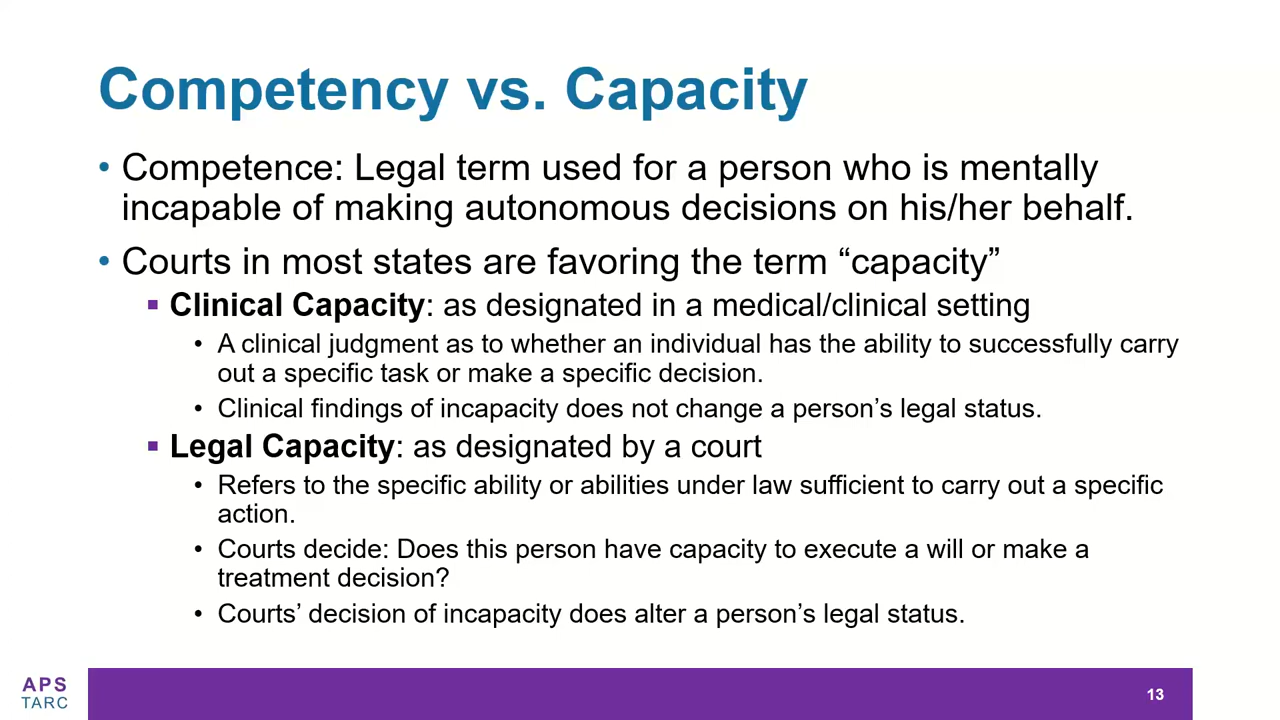 Competency vs. Capacity
• Competence: Legal term used for a person who is mentally
incapable of making autonomous decisions on his/her behalf.
• Courts in most states are favoring the term “capacity”
▪ Clinical Capacity: as designated in a medical/clinical setting
• A clinical judgment as to whether an individual has the ability to successfully carry
out a specific task or make a specific decision.
• Clinical findings of incapacity does not change a person’s legal status.
▪ Legal Capacity: as designated by a court
• Refers to the specific ability or abilities under law sufficient to carry out a specific
action.
• Courts decide: Does this person have capacity to execute a will or make a
treatment decision?
• Courts’ decision of incapacity does alter a person’s legal status.
APS
TARC
13